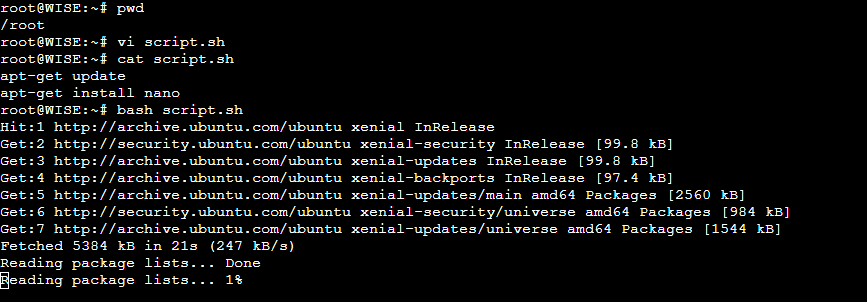 root@WISE:~# pwd
/root
root@WISE:~# vi script.sh
root@WISE:~# cat script.sh
apt-get update
apt-get install nano
root@WISE:~# bash script.sh
Hit:1 http://archive.ubuntu.com/ubuntu xenial InRelease
Get:2 http://security.ubuntu.com/ubuntu xenial-security InRelease [99.8 kB]
Get:3 http://archive.ubuntu.com/ubuntu xenial-updates InRelease [99.8 kB]
Get:4 http://archive.ubuntu.com/ubuntu xenial-backports InRelease [97.4 kB]
Get:5 http://archive.ubuntu.com/ubuntu xenial-updates/main amd64 Packages [2560 kB]
Get:6 http://security.ubuntu.com/ubuntu xenial-security/universe amd64 Packages [984 kB]
Get:7 http://archive.ubuntu.com/ubuntu xenial-updates/universe amd64 Packages [1544 kB]
Fetched 5384 kB in 21s (247 kB/s)
Reading package lists... Done
Reading package lists... 1%